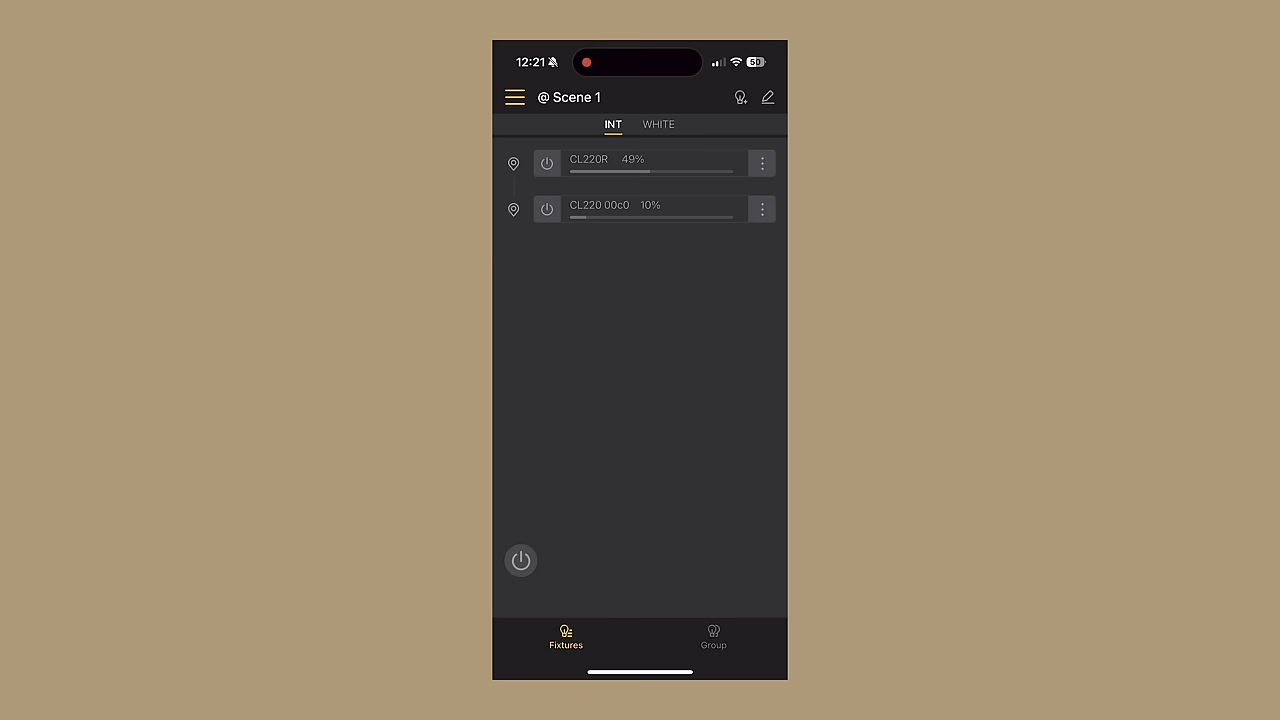 12:21 50
@ Scene 1
INT WHITE
CL220R 49%
CL220 00c0 10%
Fixtures Group